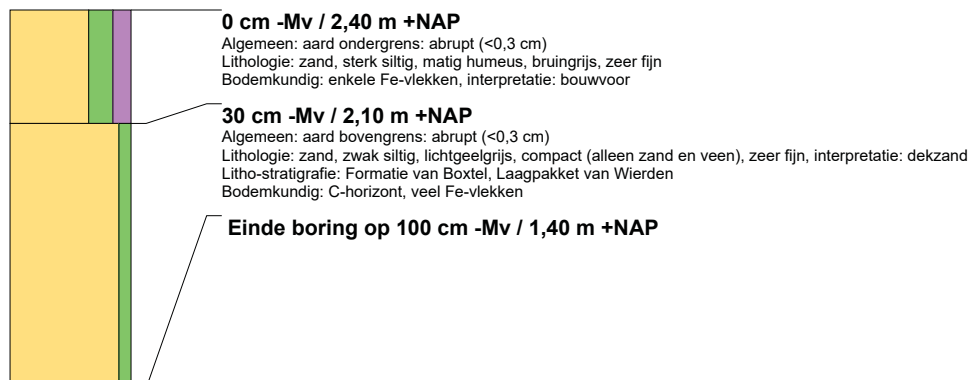 0 cm -Mv / 2,40 m +NAP
Algemeen: aard ondergrens: abrupt (<0,3 cm)
Lithologie: zand, sterk siltig, matig humeus, bruingrijs, zeer fijn
Bodemkundig: enkele Fe-vlekken, interpretatie: bouwvoor
30 cm -Mv / 2,10 m +NAP
Algemeen: aard bovengrens: abrupt (<0,3 cm)
Lithologie: zand, zwak siltig, lichtgeelgrijs, compact (alleen zand en veen), zeer fijn, interpretatie: dekzand
Litho-stratigrafie: Formatie van Boxtel, Laagpakket van Wierden
Bodemkundig: C-horizont, veel Fe-vlekken
Einde boring op 100 cm -Mv / 1,40 m +NAP